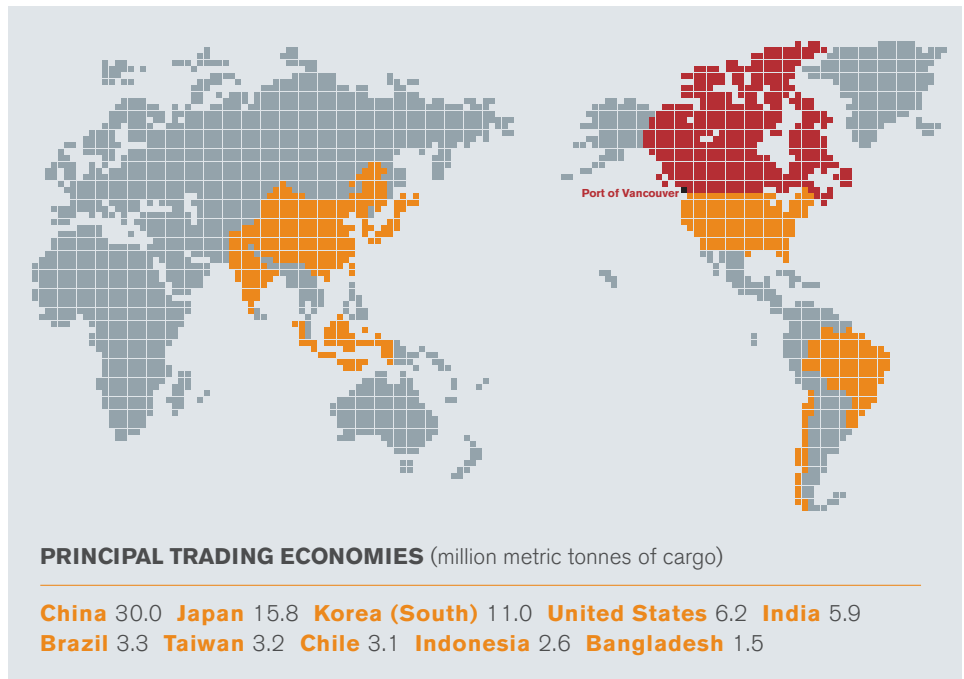 Port of Vancouver
PRINCIPAL TRADING ECONOMIES (million metric tonnes of cargo)
China 30.0 Japan 15.8 Korea (South) 11.0 United States 6.2 India 5.9
Brazil 3.3 Taiwan 3.2 Chile 3.1 Indonesia 2.6 Bangladesh 1.5